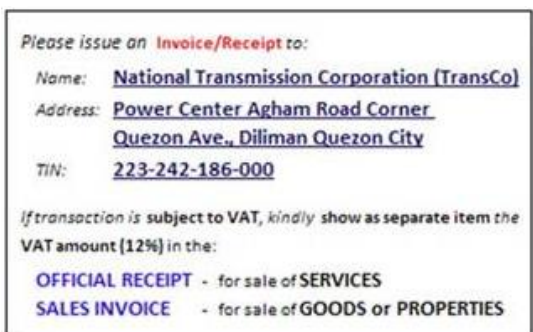 Please issue an Invoice/Receipt to:
Name: National Transmission Corporation (TransCo)
Address: Power Center Agham Road Corner
Quezon Ave., Diliman Quezon City
TIN: 223-242-186-000
If transaction is subject to VAT, kindly show as separate item the
VAT amount (12%) in the:
OFFICIAL RECEIPT - for sale of SERVICES
SALES INVOICE - for sale of GOODS or PROPERTIES